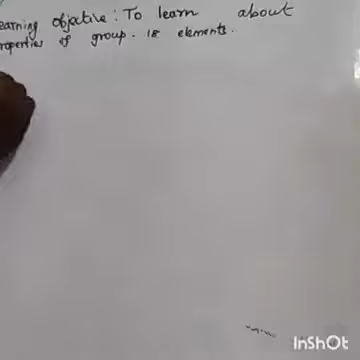 earning objective : To learn about
roperties of group. 18 elements.
InShOt